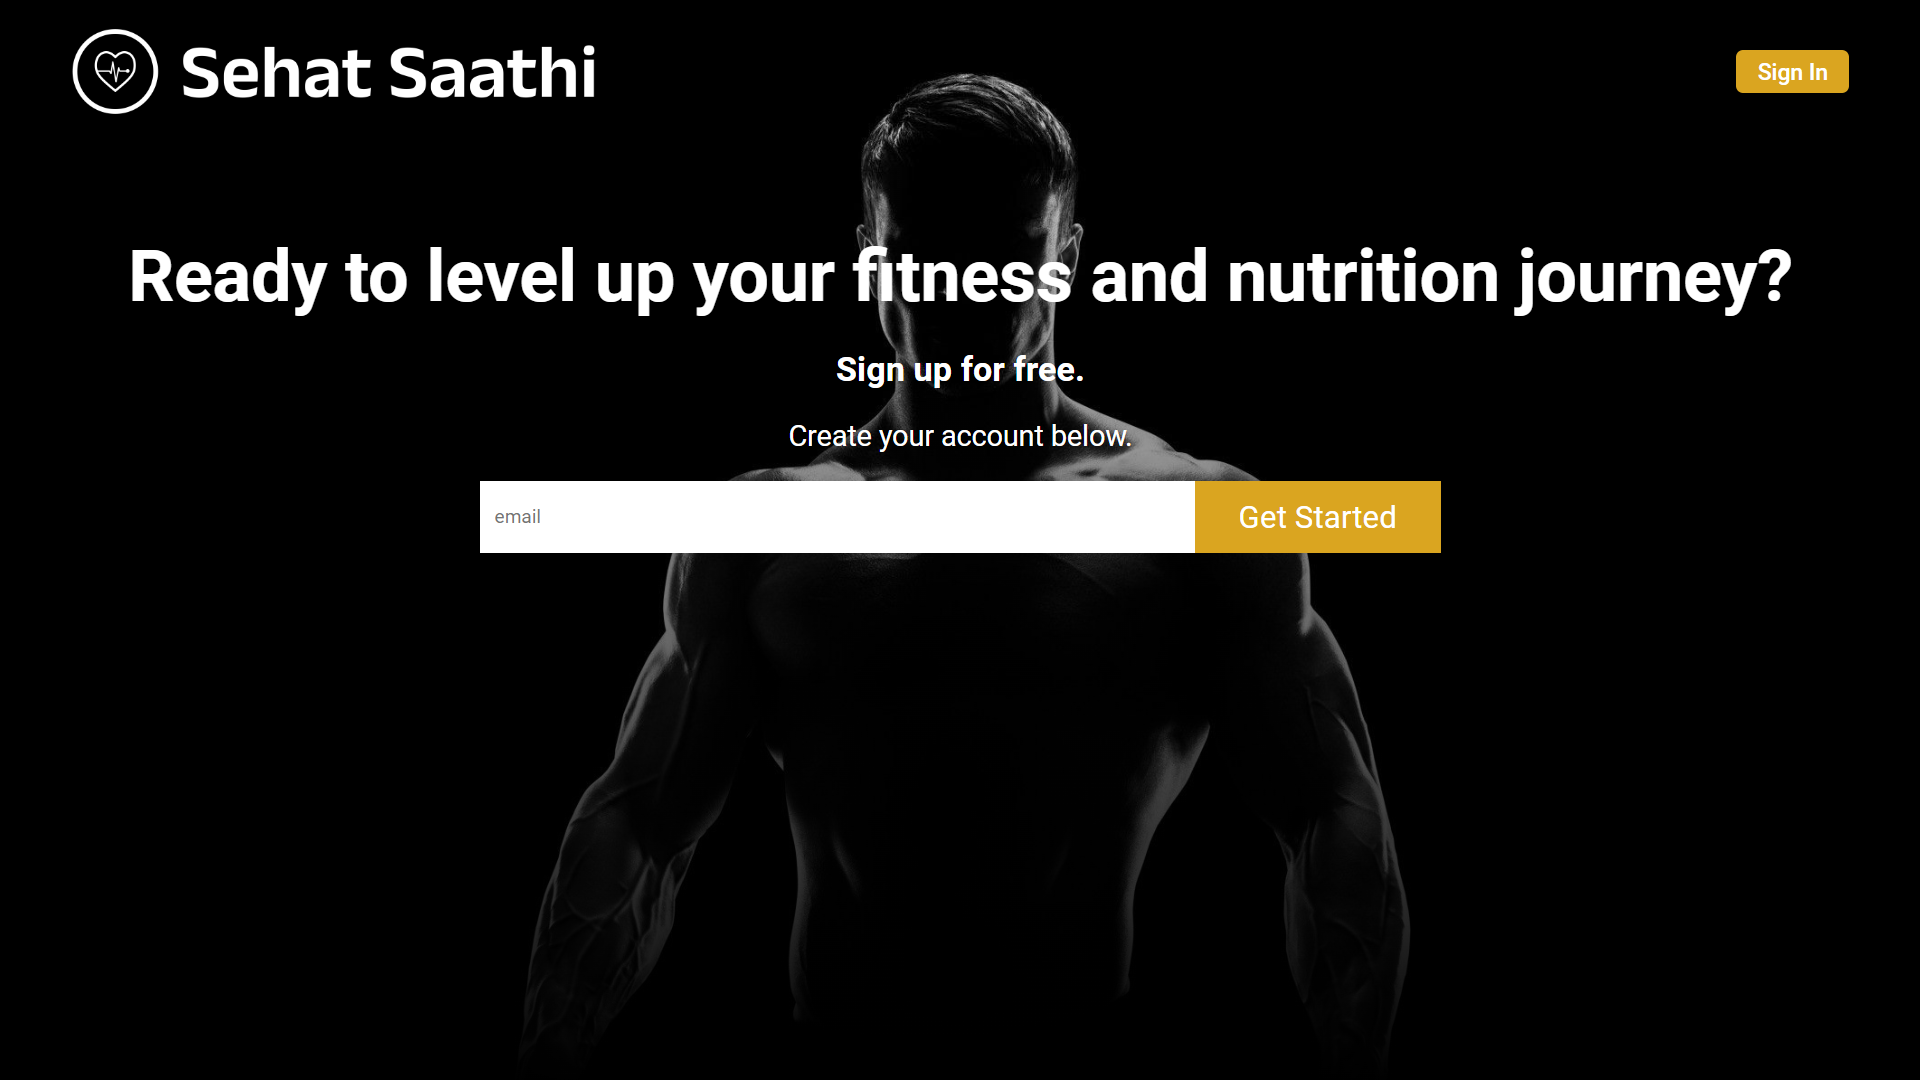 Sehat Saathi
Sign In
Ready to level up your fitness and nutrition journey?
Sign up for free.
Create your account below.
email
Get Started